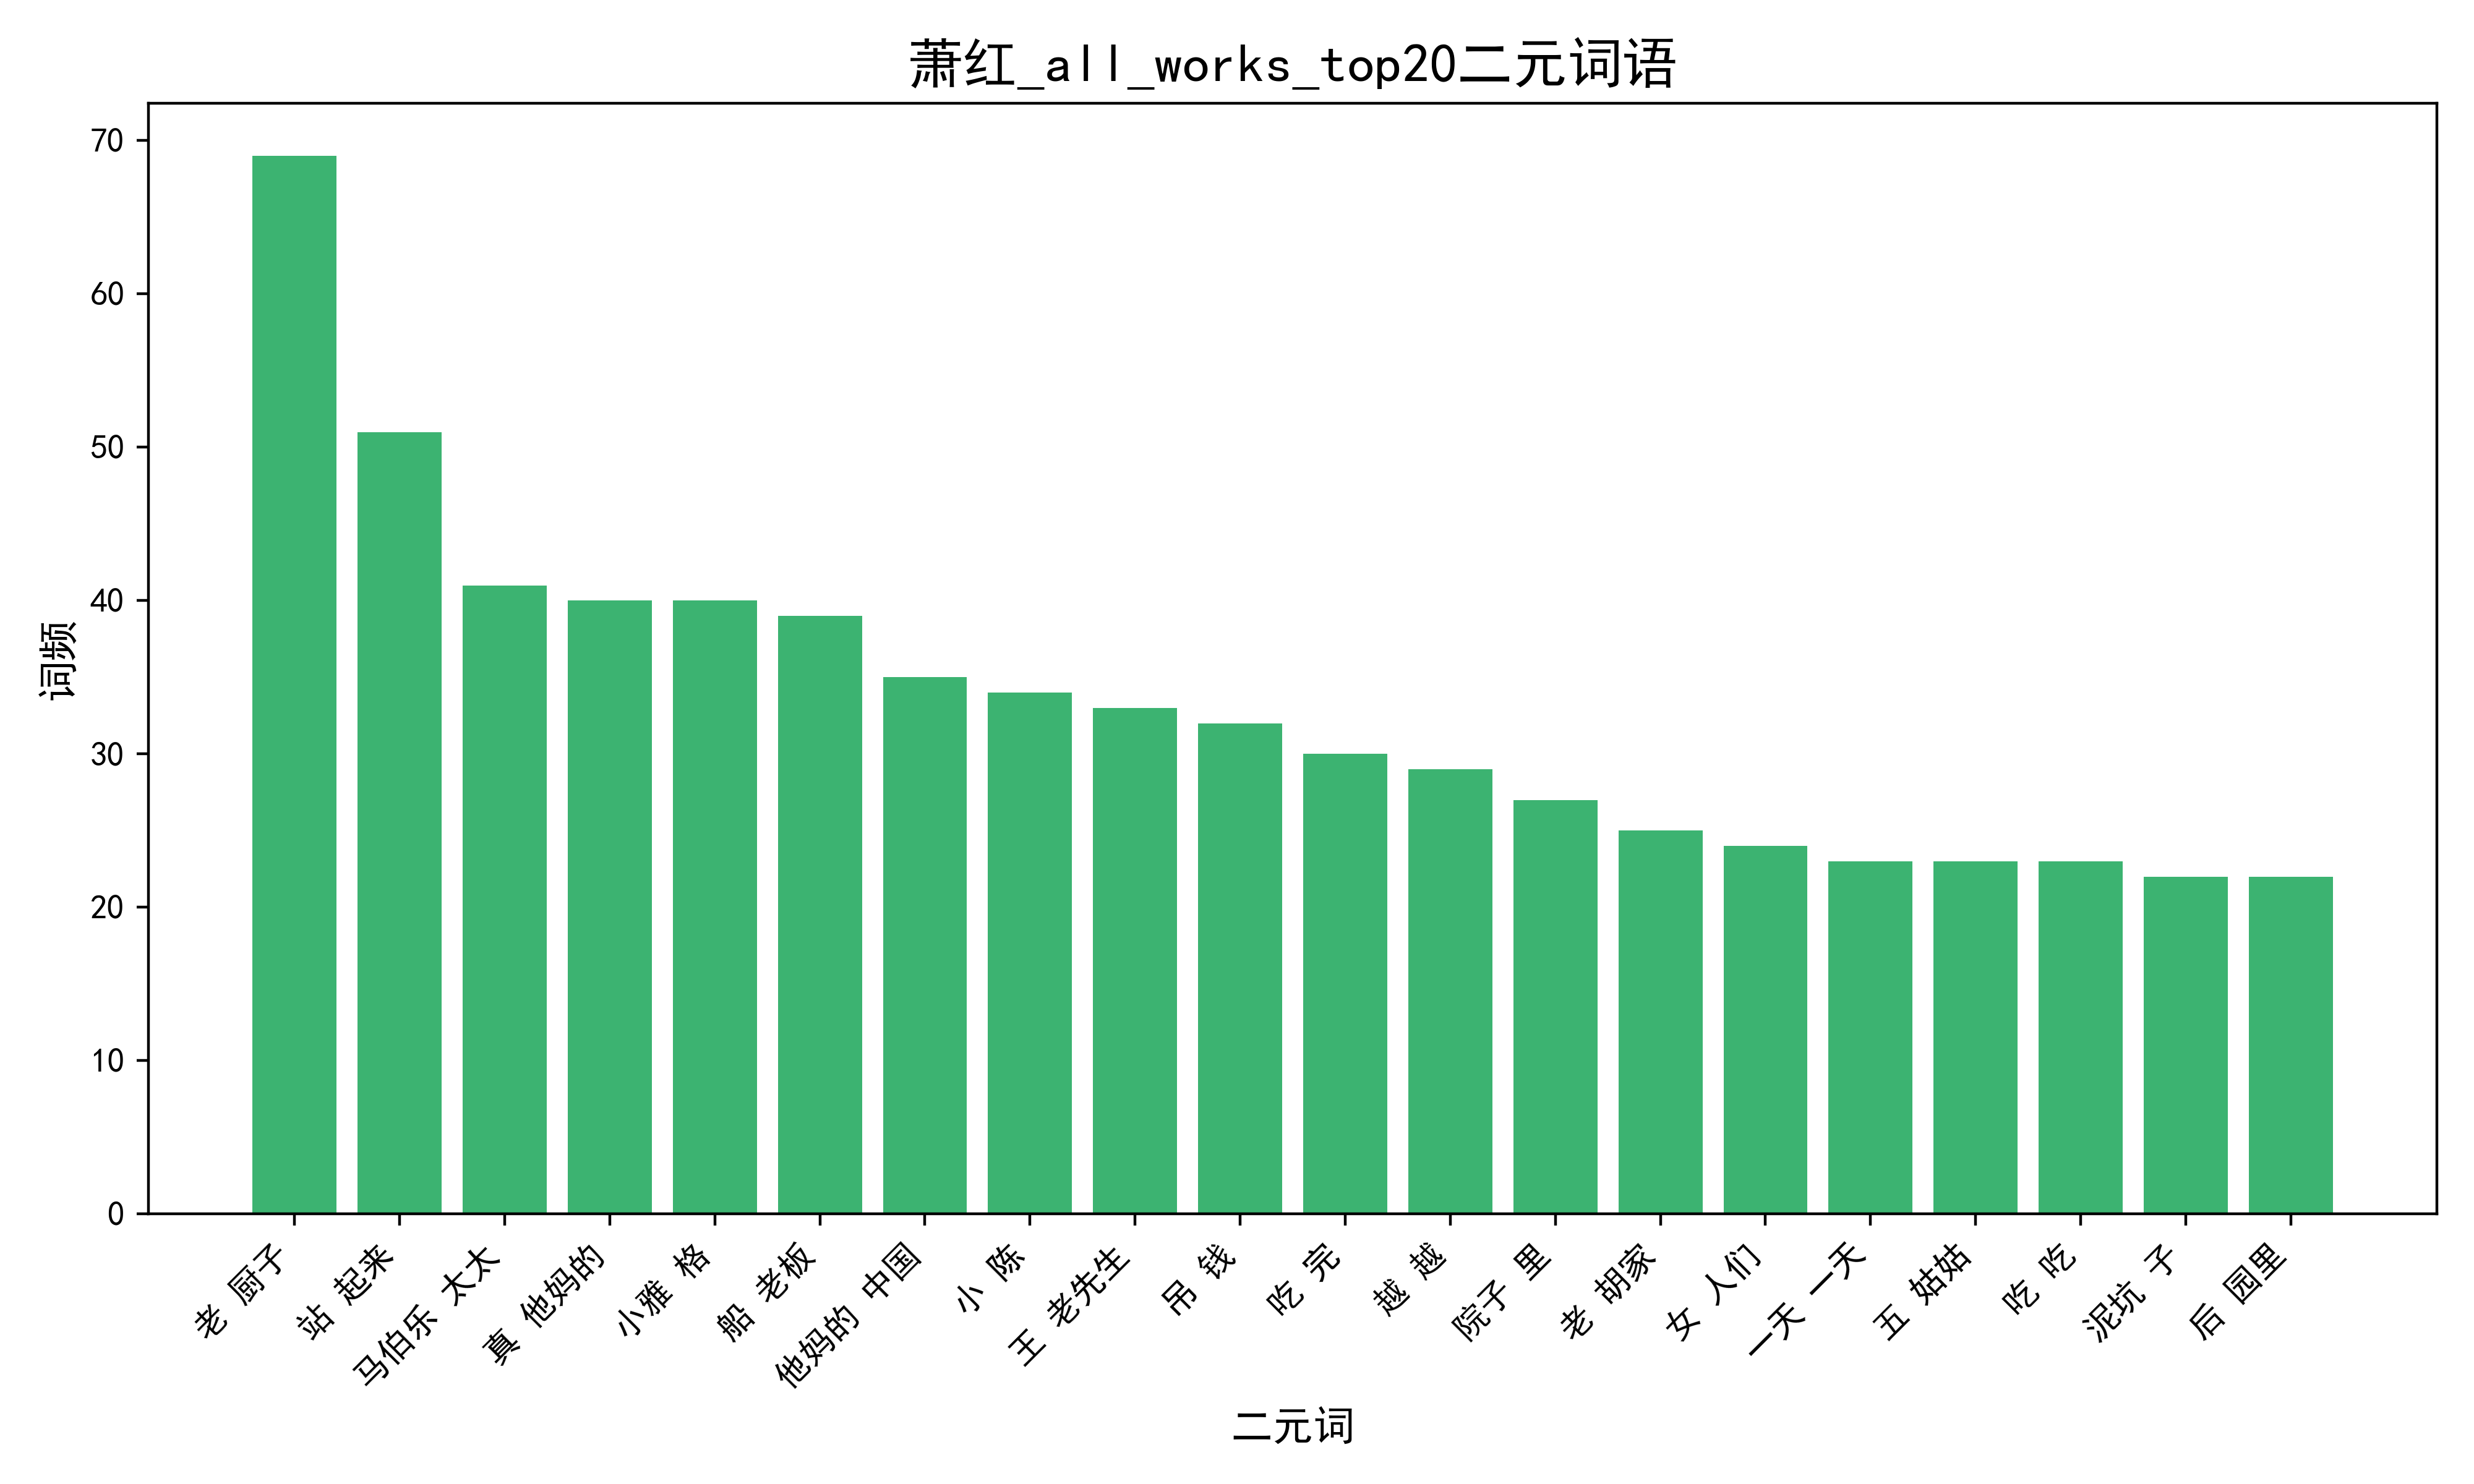 萧红_all_works_top20二元词语
70
60
50
40
30
20
10
0
词频
老 厨子
站 起来
马伯乐 太太
真 他妈的
小雅 格
船 老板
他妈的 中国
小 陈
王 老先生
吊 钱
吃 完
越 越
院子 里
老 胡家
女 人们
一天 一天
五 姑姑
吃 吃
泥坑 子
后 园里
二元词